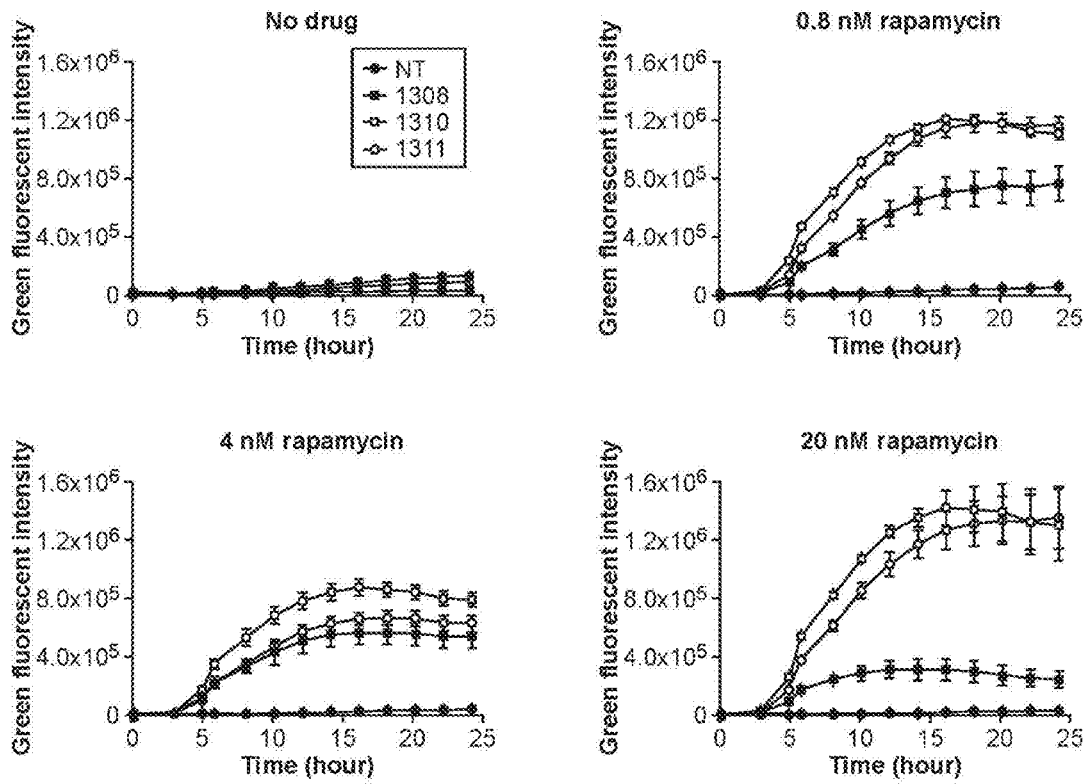 No drug
Green fluorescent intensity
1.6x10⁶
1.2x10⁶
8.0x10⁵
4.0x10⁵
0
0 5 10 15 20 25
Time (hour)
NT
1308
1310
1311
0.8 nM rapamycin
Green fluorescent intensity
1.6x10⁶
1.2x10⁶
8.0x10⁵
4.0x10⁵
0
0 5 10 15 20 25
Time (hour)
4 nM rapamycin
Green fluorescent intensity
1.6x10⁶
1.2x10⁶
8.0x10⁵
4.0x10⁵
0
0 5 10 15 20 25
Time (hour)
20 nM rapamycin
Green fluorescent intensity
1.6x10⁶
1.2x10⁶
8.0x10⁵
4.0x10⁵
0
0 5 10 15 20 25
Time (hour)